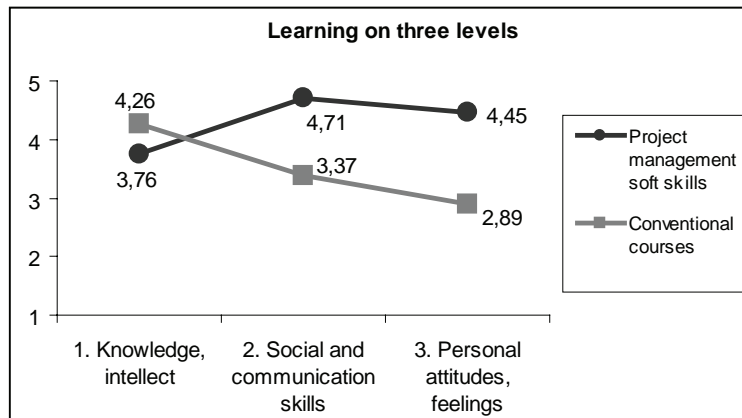 Learning on three levels
5
4
3
2
1
4,26
3,76
4,71
3,37
4,45
2,89
1. Knowledge,
intellect
2. Social and
communication
skills
3. Personal
attitudes,
feelings
Project
management
soft skills
Conventional
courses